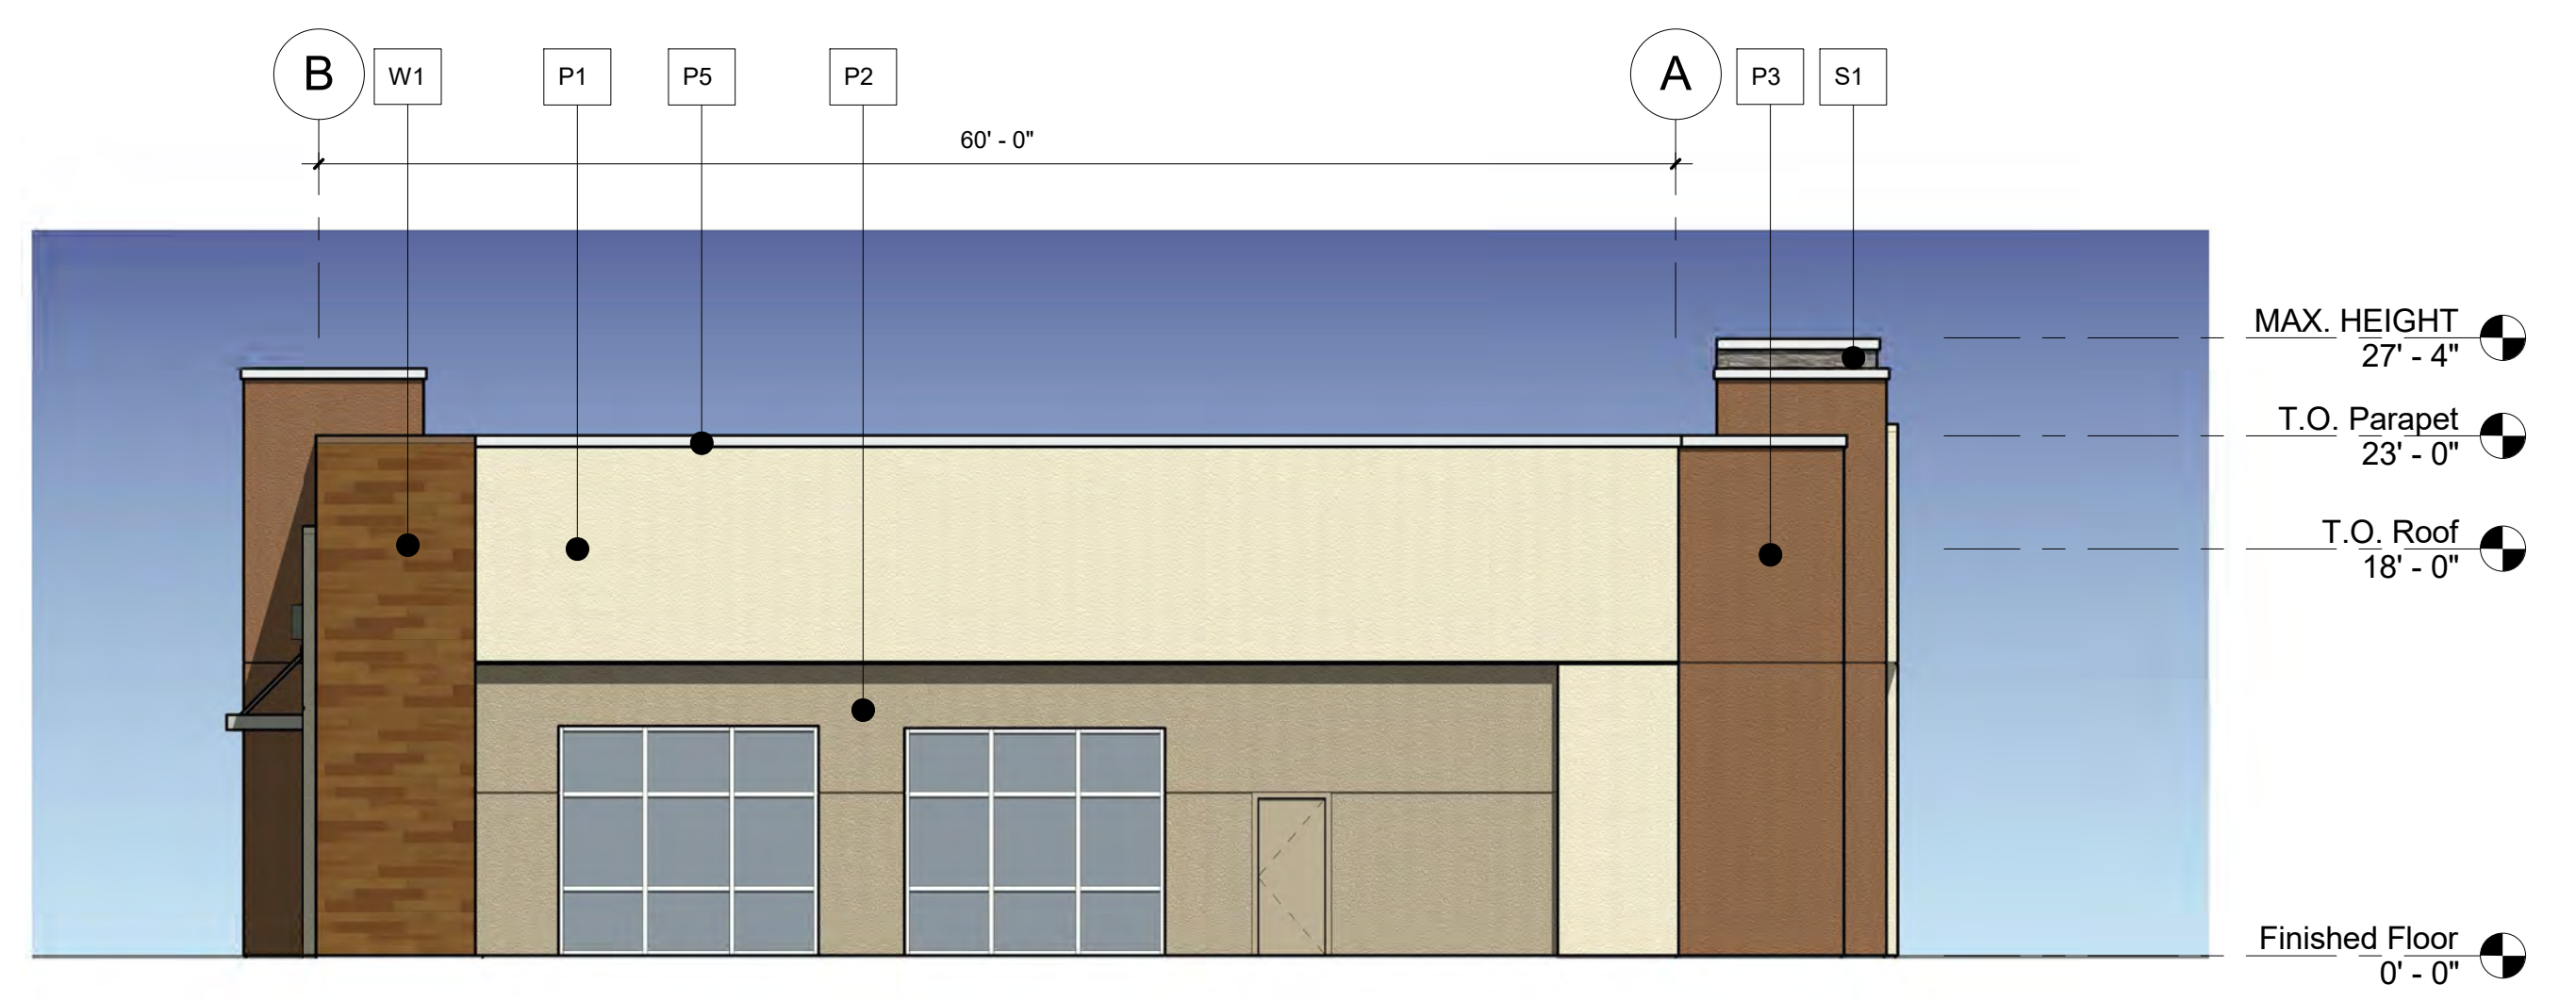 B
W1
P1
P5
P2
A
P3
S1
60' - 0"
MAX. HEIGHT
27' - 4"
T.O. Parapet
23' - 0"
T.O. Roof
18' - 0"
Finished Floor
0' - 0"